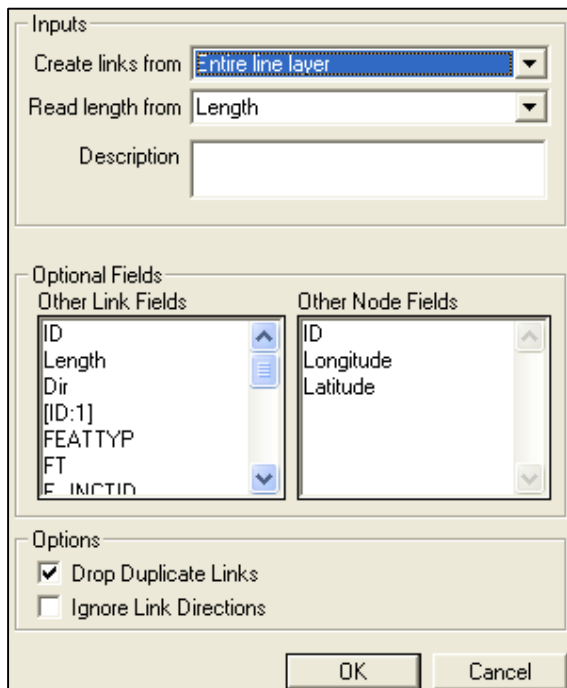 Inputs
Create links from Entire line layer
Read length from Length
Description
Optional Fields
Other Link Fields Other Node Fields
ID ID
Length Longitude
Dir Latitude
[ID:1]
FEATTYP
FT
Options
Drop Duplicate Links
Ignore Link Directions
OK Cancel